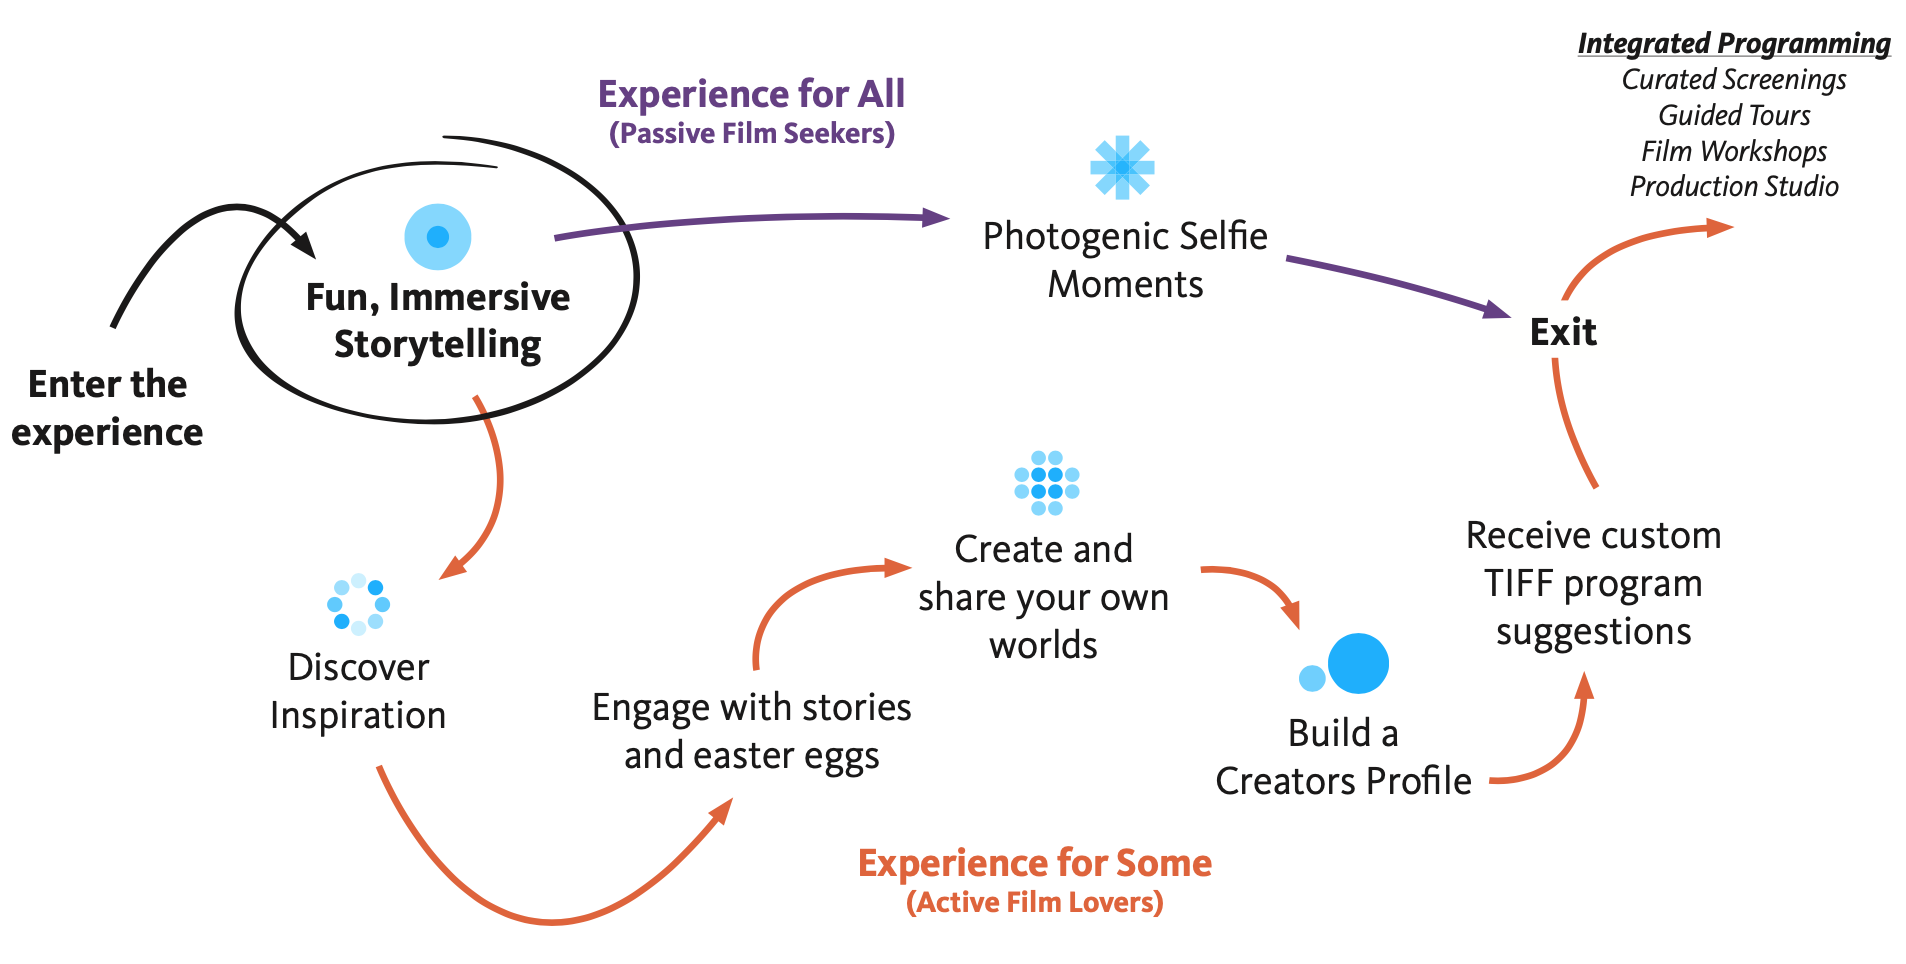 Integrated Programming
Curated Screenings
Guided Tours
Film Workshops
Production Studio
Experience for All
(Passive Film Seekers)
Photogenic Selfie
Moments
Fun, Immersive
Storytelling
Exit
Enter the
experience
Discover
Inspiration
Engage with stories
and easter eggs
Create and
share your own
worlds
Build a
Creators Profile
Receive custom
TIFF program
suggestions
Experience for Some
(Active Film Lovers)